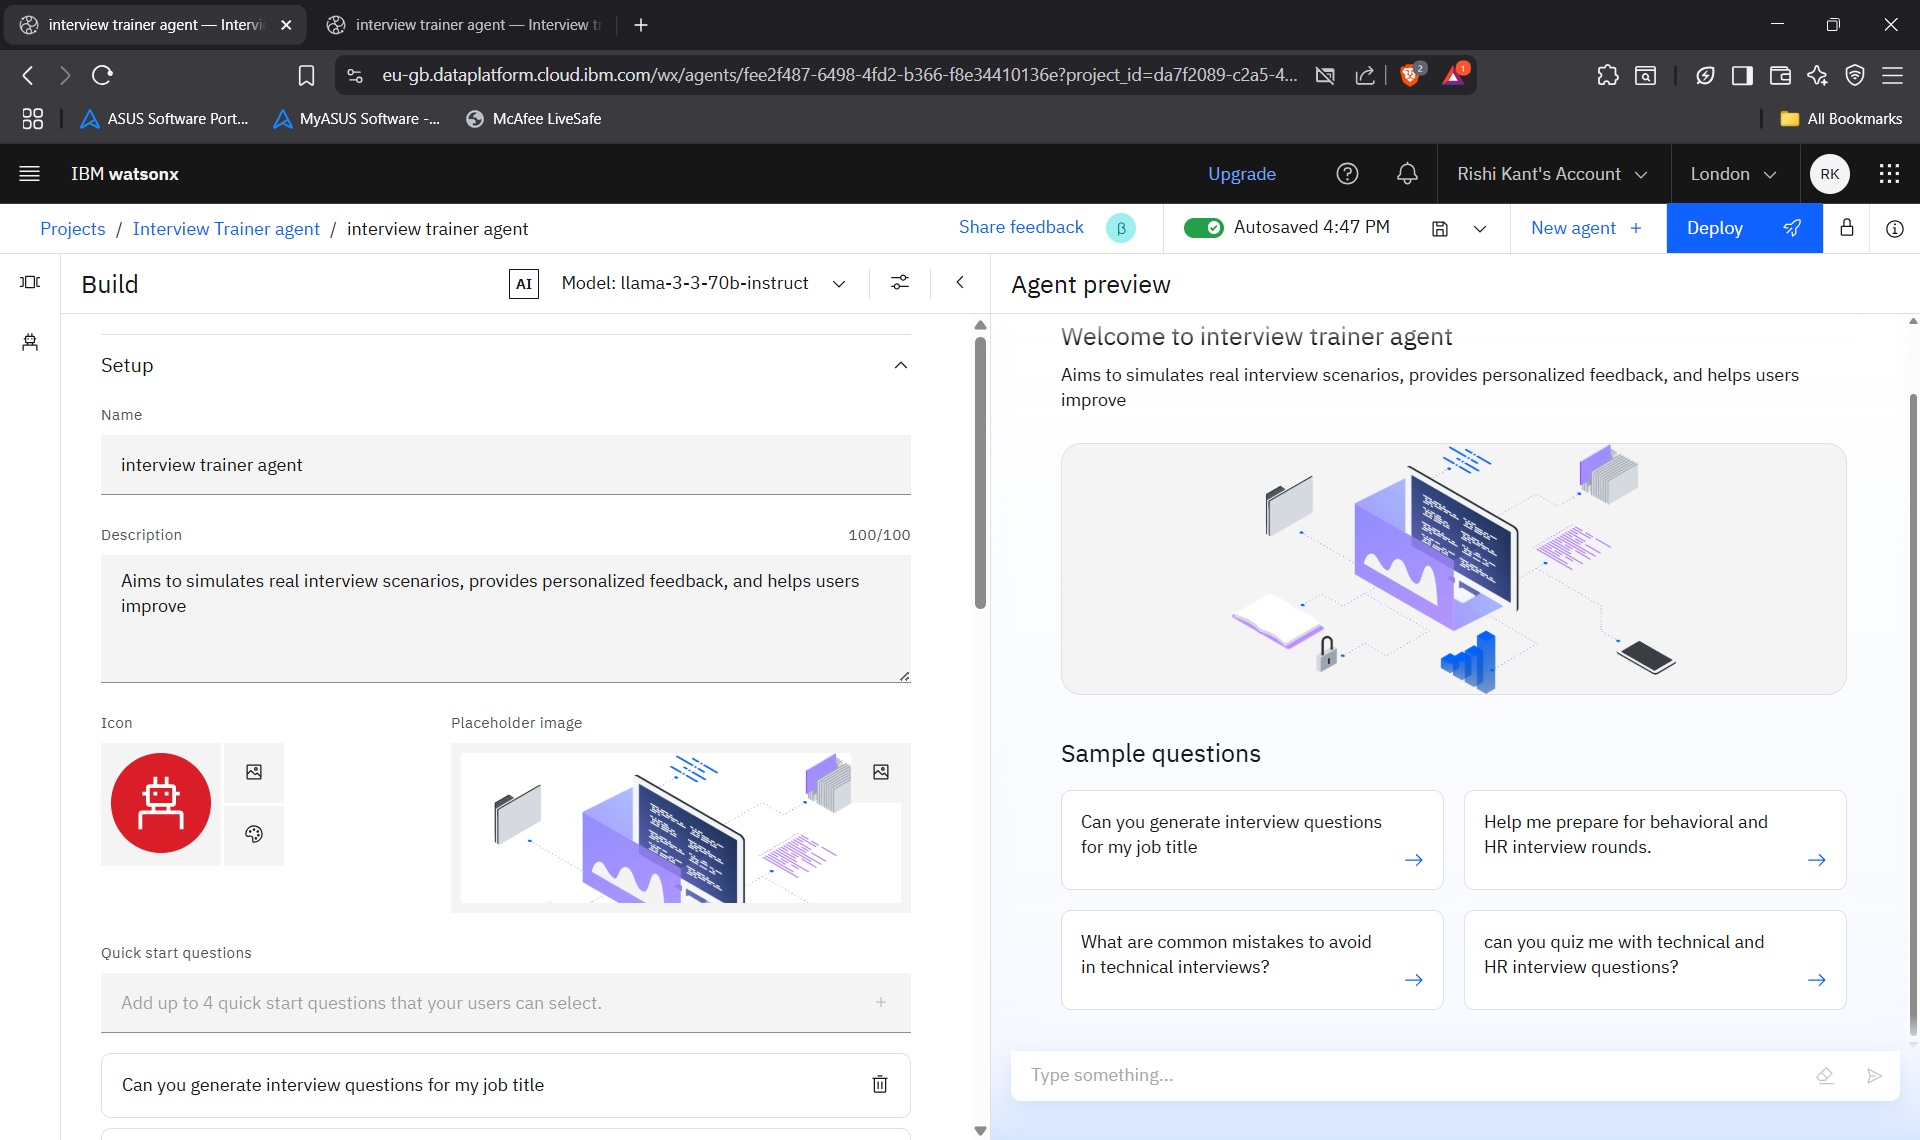 interview trainer agent — Intervi
interview trainer agent — Interview t
eu-gb.dataplatform.cloud.ibm.com/wx/agents/fee2f487-6498-4fd2-b366-f8e34410136e?project_id=da7f2089-c2a5-4...
2
1
ASUS Software Port...
MyASUS Software -...
McAfee LiveSafe
All Bookmarks
IBM watsonx
Upgrade
Rishi Kant's Account
London
RK
Projects / Interview Trainer agent / interview trainer agent
Share feedback
β
Autosaved 4:47 PM
New agent +
Deploy
Build
AI
Model: llama-3-3-70b-instruct
Agent preview
Setup
Name
interview trainer agent
Description
100/100
Aims to simulates real interview scenarios, provides personalized feedback, and helps users
improve
Icon
Placeholder image
Quick start questions
Add up to 4 quick start questions that your users can select.
Can you generate interview questions for my job title
Welcome to interview trainer agent
Aims to simulates real interview scenarios, provides personalized feedback, and helps users
improve
Sample questions
Can you generate interview questions
for my job title
Help me prepare for behavioral and
HR interview rounds.
What are common mistakes to avoid
in technical interviews?
can you quiz me with technical and
HR interview questions?
Type something...